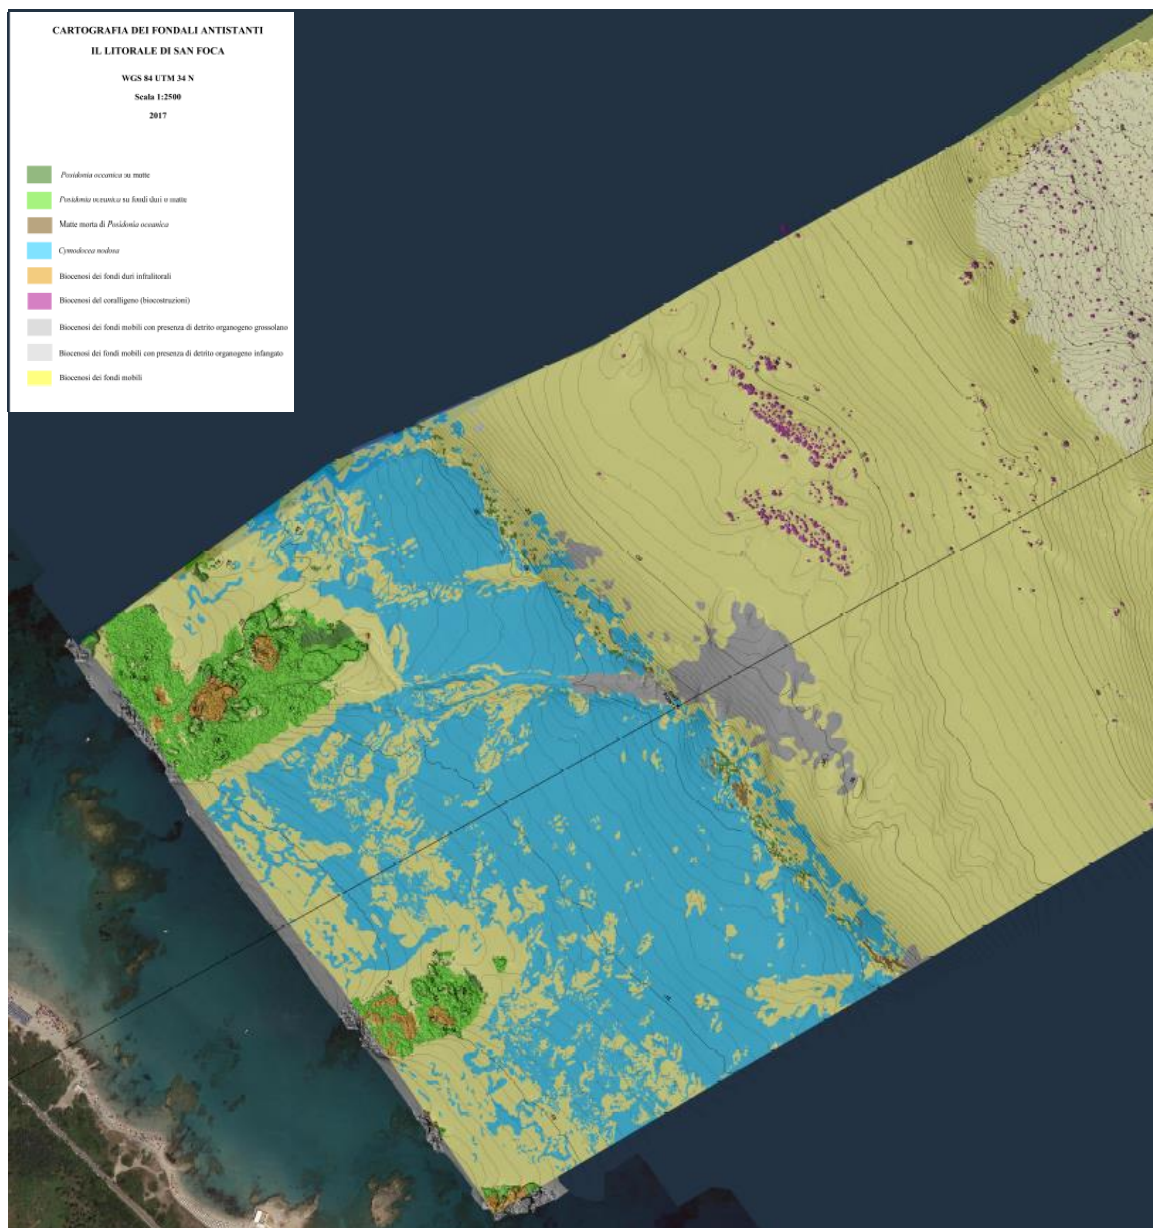 CARTOGRAFIA DEI FONDALI ANTISTANTI
IL LITORALE DI SAN FOCA
WGS 84 UTM 34 N
Scala 1:2500
2017
Posidonia oceanica su matte
Posidonia oceanica su fondi duri o matte
Matte morta di Posidonia oceanica
Cymodocea nodosa
Biocenosi dei fondi duri infralitorali
Biocenosi del coralligeno (biocostruzioni)
Biocenosi dei fondi mobili con presenza di detrito organogeno grossolano
Biocenosi dei fondi mobili con presenza di detrito organogeno infangato
Biocenosi dei fondi mobili